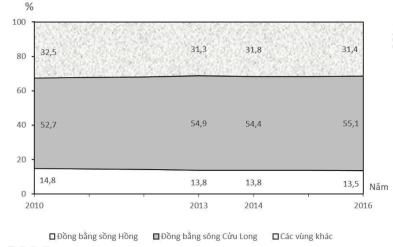 %
100
80
60
40
20
0
32,5 31,3 31,8 31,4
52,7 54,9 54,4 55,1
14,8 13,8 13,8 13,5
Năm
2010 2013 2014 2016
Đồng bằng sồng Hồng Đồng bằng sông Cửu Long Các vùng khác